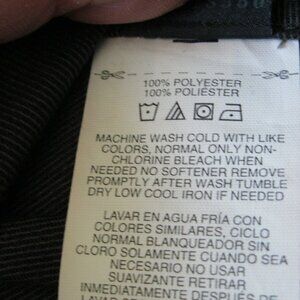 100% POLYESTER
100% POLIÉSTER
MACHINE WASH COLD WITH LIKE
COLORS, NORMAL ONLY NON-
CHLORINE BLEACH WHEN
NEEDED NO SOFTENER REMOVE
PROMPTLY AFTER WASH TUMBLE
DRY LOW COOL IRON IF NEEDED
LAVAR EN AGUA FRÍA CON
COLORES SIMILARES, CICLO
NORMAL BLANQUEADOR SIN
CLORO SOLAMENTE CUANDO SEA
NECESARIO NO USAR
SUAVIZANTE RETIRAR
INMEDIATAMENTE DESPUÉS DE